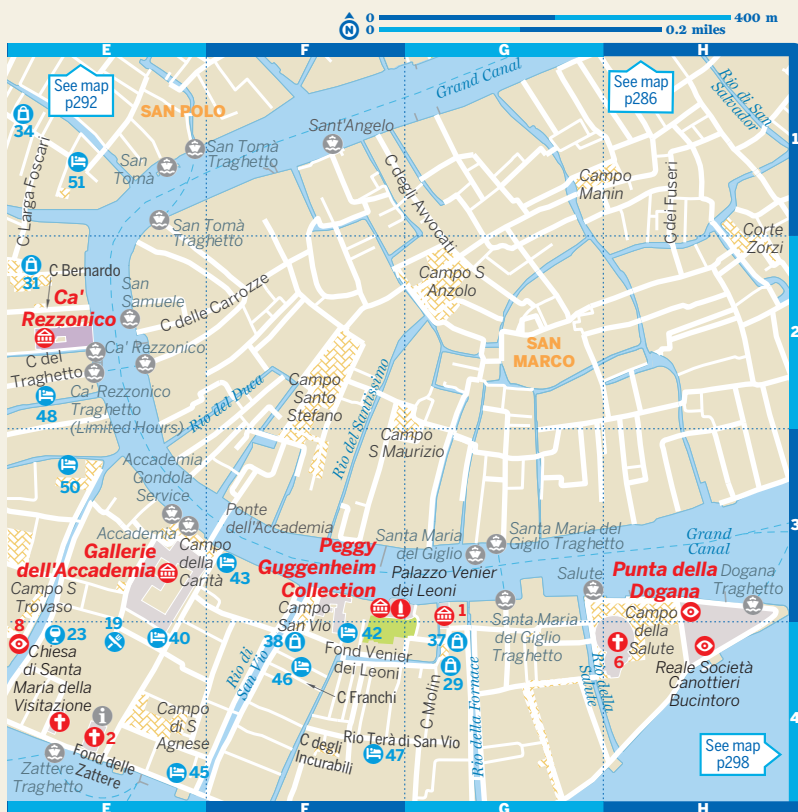 0
400 m
N
0
0.2 miles
E
F
G
H
See map
p292
SAN POLO
Grand Canal
See map
p286
Rio di San
Salvador
34
Sant'Angelo
1
C Larga Foscari
51
San
Tomà
San Tomà
Traghetto
C degli Avvocati
Campo
Manin
C dei Fuseri
San Tomà
Traghetto
Corte
Zorzi
31
C Bernardo
Ca'
Rezzonico
San
Samuele
C delle Carrozze
Campo S
Anzolo
SAN
MARCO
2
C del
Traghetto
Ca' Rezzonico
48
Ca' Rezzonico
Traghetto
(Limited Hours)
Rio del Duca
Campo
Santo
Stefano
Rio del Santissimo
Campo
S Maurizio
50
Accademia
Gondola
Service
Accademia
Ponte
dell'Accademia
3
Gallerie
dell'Accademia
Campo
della
Carità
43
Peggy
Guggenheim
Collection
Santa Maria
del Giglio
Santa Maria del
Giglio Traghetto
Grand
Canal
Palazzo Venier
dei Leoni
Salute
Punta della
Dogana
Dogana
Traghetto
Campo S
Trovaso
8
23
19
40
Campo
San Vio
38
42
1
37
Santa Maria
del Giglio
Traghetto
Campo
della
Salute
6
Chiesa
di Santa
Maria della
Visitazione
Rio di
San Vio
46
Fond Venier
dei Leoni
29
C Franchi
C Molin
Rio della Fornace
Rio della
Salute
Reale Società
Canottieri
Bucintoro
4
2
Campo
di S
Agnese
C degli
Incurabili
Rio Terà di San Vio
47
See map
p298
Zattere
Traghetto
Fond delle
Zattere
45
E
F
G
H